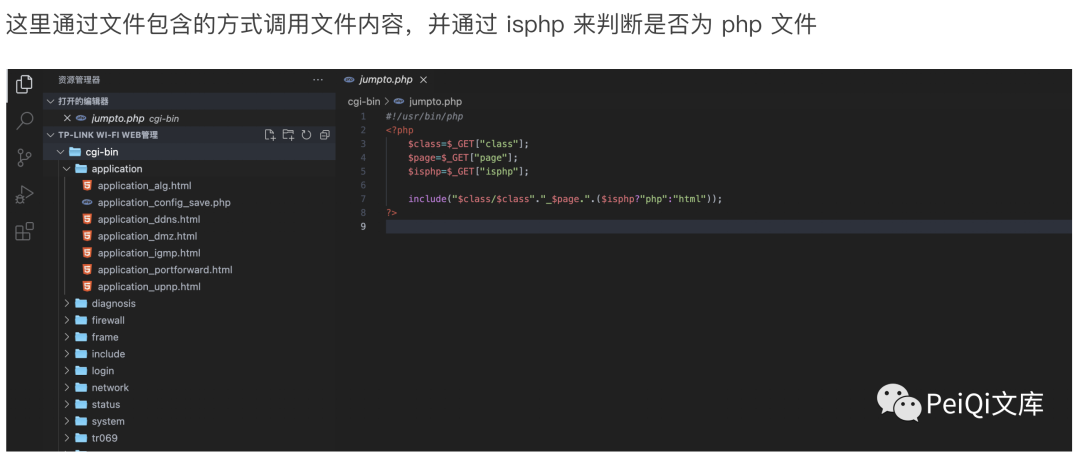 这里通过文件包含的方式调用文件内容，并通过 isphp 来判断是否为 php 文件
资源管理器
jumpto.php
打开的编辑器
cgi-bin > jumpto.php
jumpto.php cgi-bin
1 #!/usr/bin/php
TP-LINK WI-FI WEB管理
2 <?php
cgi-bin
3 $class=$_GET["class"];
application
4 $page=$_GET["page"];
application_alg.html
5 $isphp=$_GET["isphp"];
application_config_save.php
6
application_ddns.html
7 include("$class/$class"."_$page.".($isphp?"php":"html"));
application_dmz.html
8 ?>
application_igmp.html
9
application_portforward.html
application_upnp.html
diagnosis
firewall
frame
include
login
network
status
system
tr069
PeiQi文库